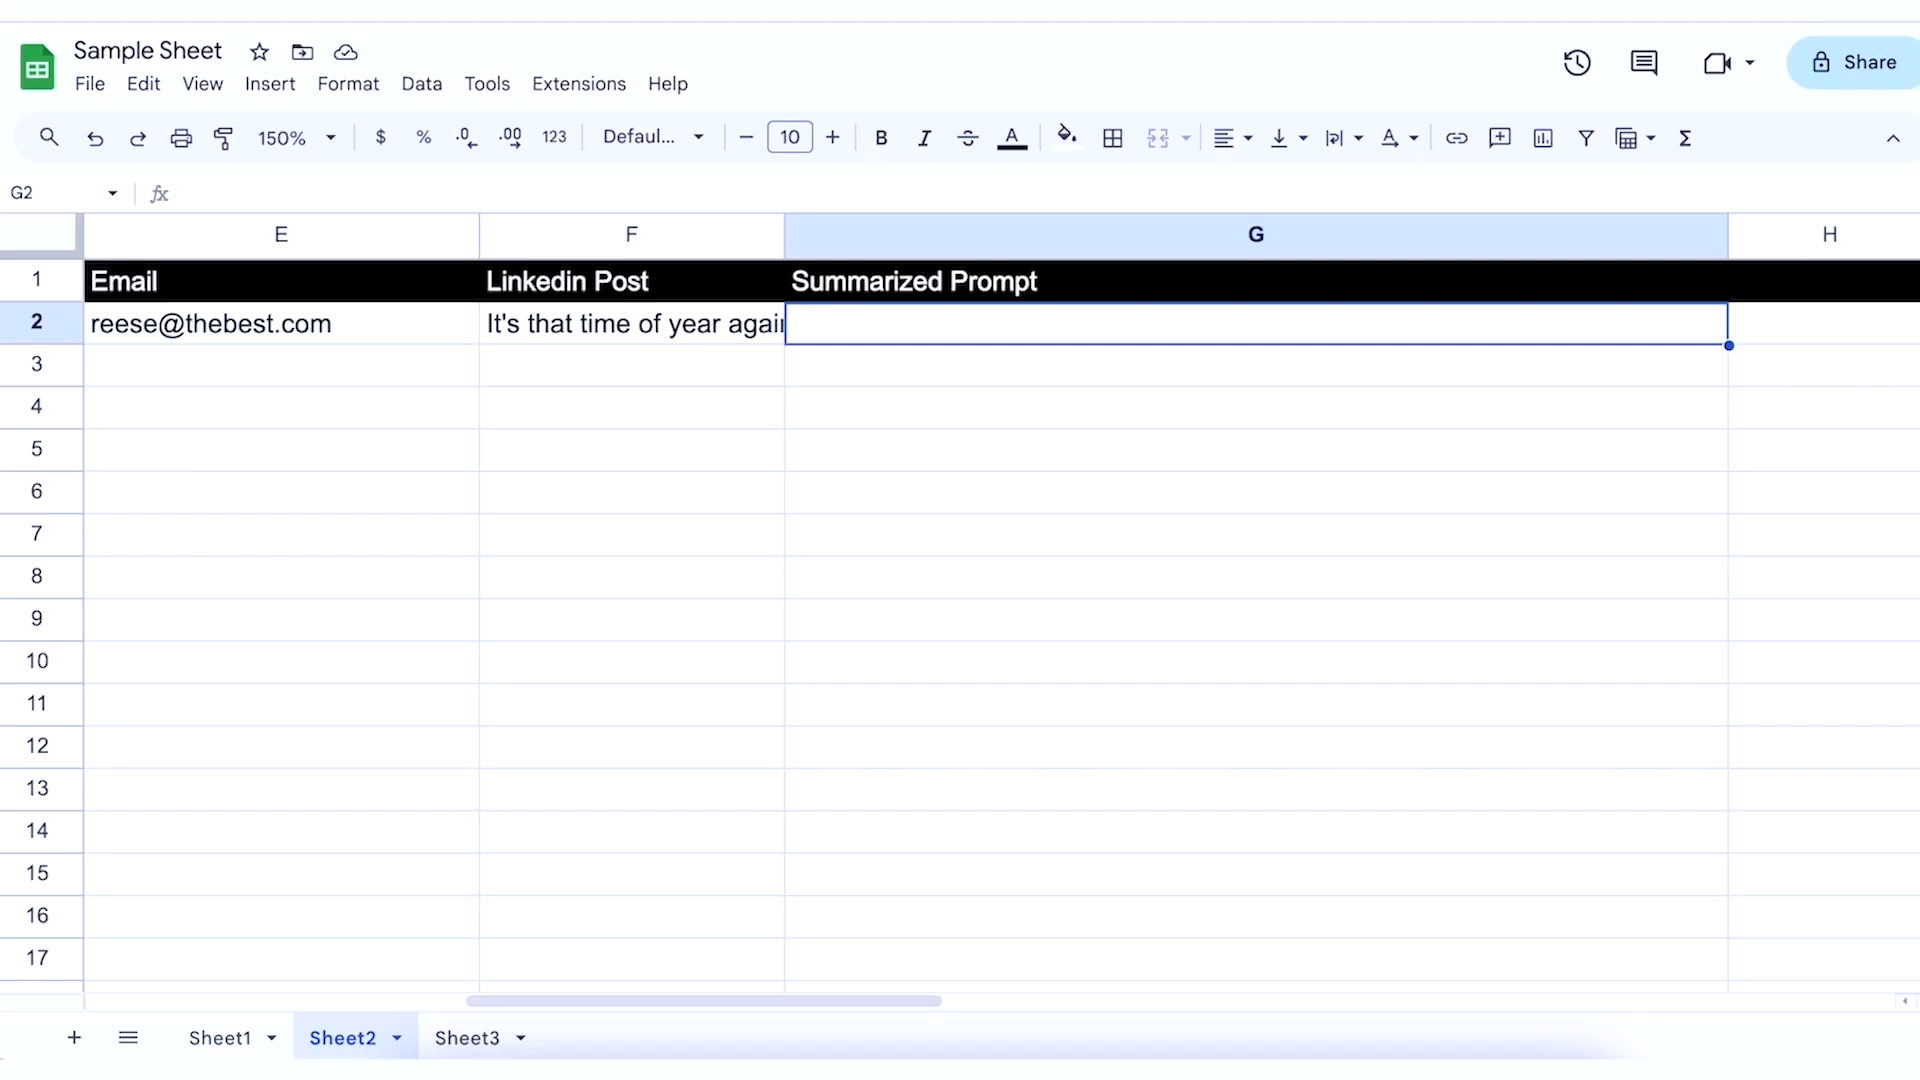 Sample Sheet
File Edit View Insert Format Data Tools Extensions Help
Share
150% $ % .0 .00 123 Defaul... 10 B I A A Σ
G2 fx
E F G H
1 Email Linkedin Post Summarized Prompt
2 reese@thebest.com It's that time of year again
3
4
5
6
7
8
9
10
11
12
13
14
15
16
17
Sheet1 Sheet2 Sheet3